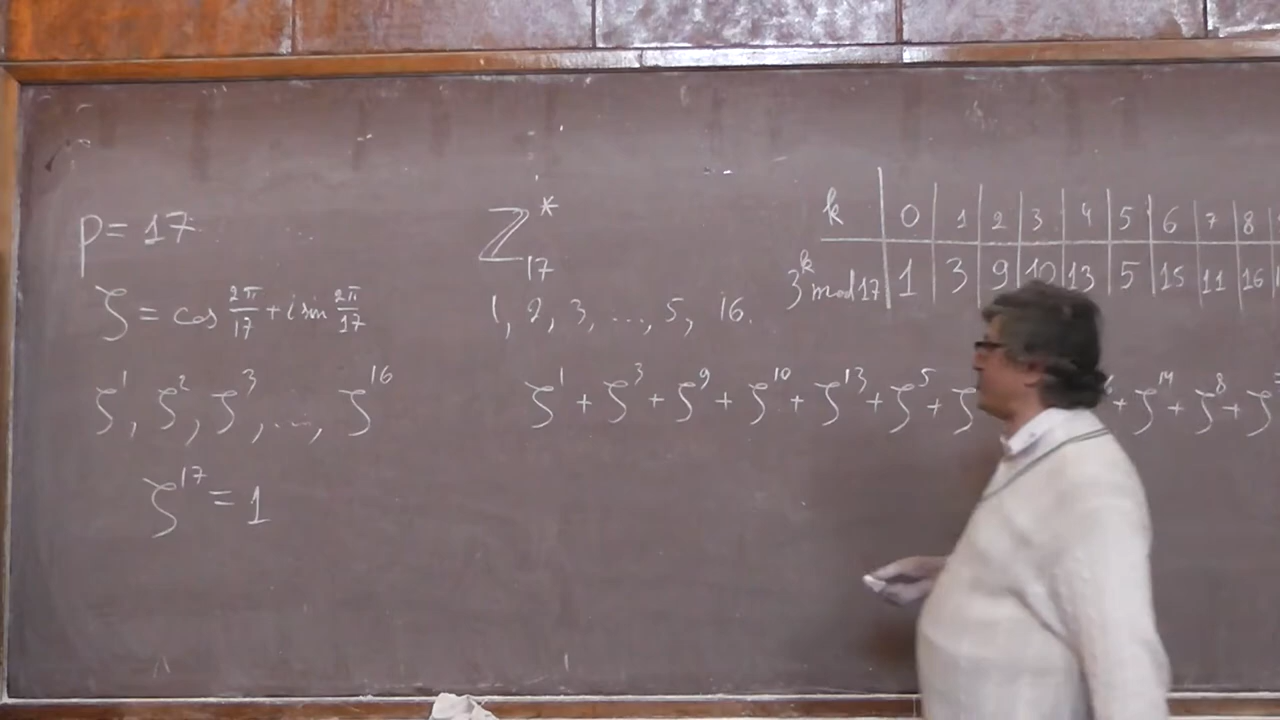 p = 17
ζ = cos 2π/17 + i sin 2π/17
ζ¹, ζ², ζ³, ..., ζ¹⁶
ζ¹⁷ = 1
ℤ*₁₇
1, 2, 3, ..., 5, 16.
k | 0 | 1 | 2 | 3 | 4 | 5 | 6 | 7 | 8
3ᵏ mod 17 | 1 | 3 | 9 | 10 | 13 | 5 | 15 | 11 | 16
ζ¹ + ζ³ + ζ⁹ + ζ¹⁰ + ζ¹³ + ζ⁵ + ζ + ζ¹⁴ + ζ⁸ + ζ